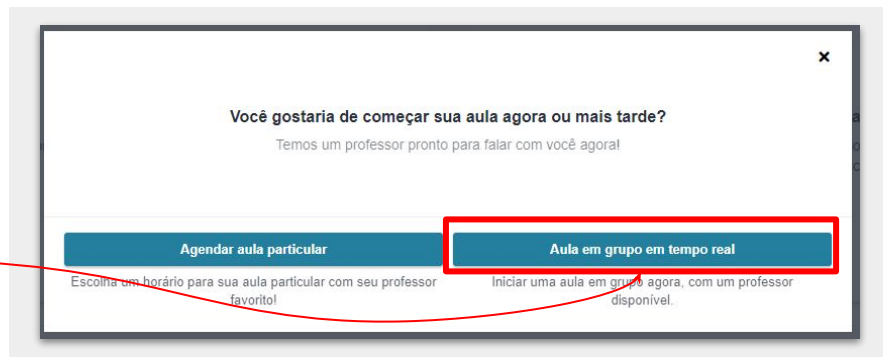 ×
Você gostaria de começar sua aula agora ou mais tarde?
Temos um professor pronto para falar com você agora!
Agendar aula particular
Aula em grupo em tempo real
Escolha um horário para sua aula particular com seu professor
favorito!
Iniciar uma aula em grupo agora, com um professor
disponível.